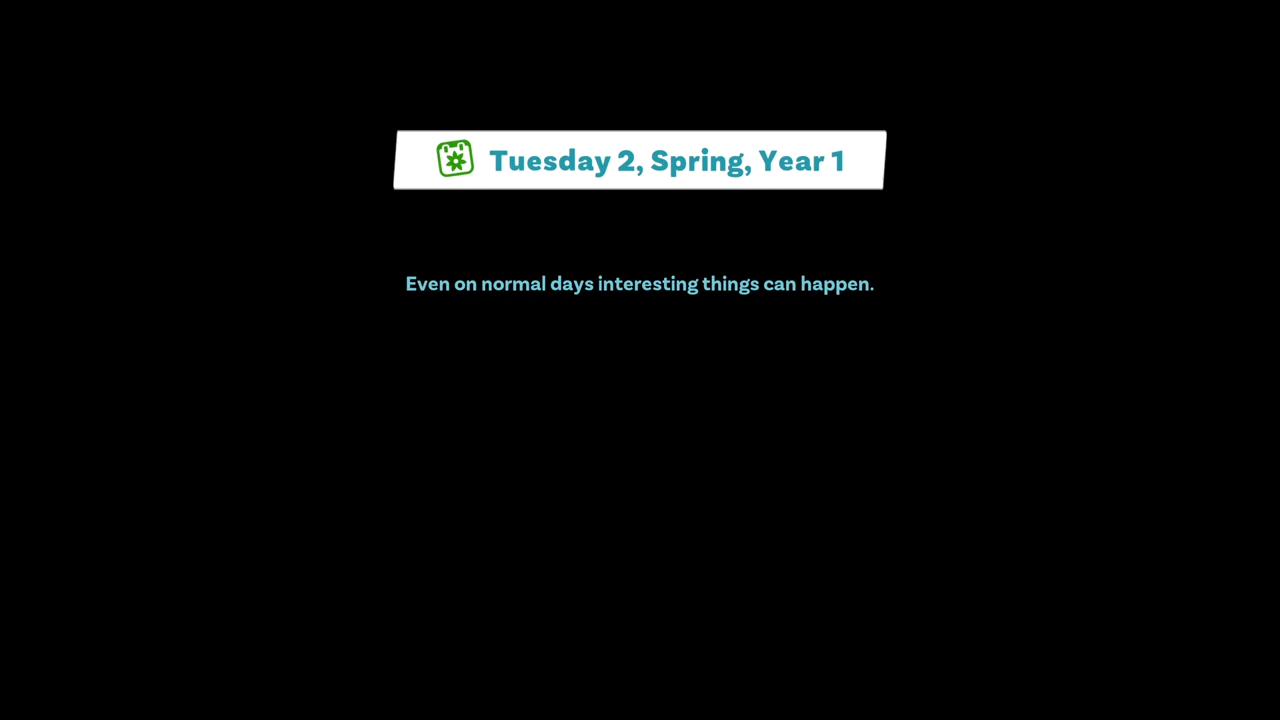 Tuesday 2, Spring, Year 1
Even on normal days interesting things can happen.